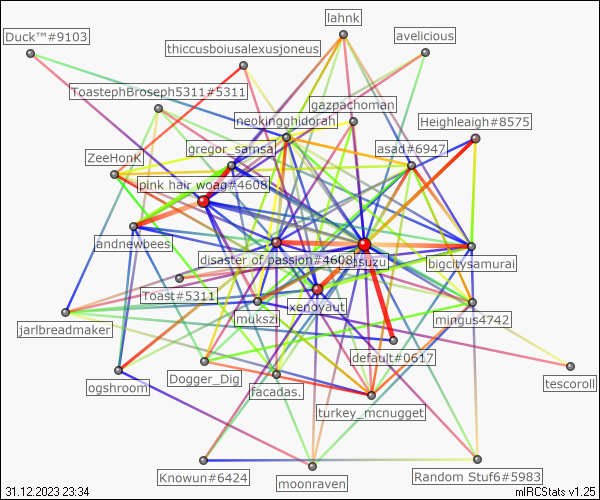 lahnk
Duck™#9103
avelicious
thiccusboiusalexusjoneus
ToastephBroseph5311#5311
gazpachoman
neokingghidorah
Heighleaigh#8575
gregor_samsa
asad#6947
ZeeHonK
pink hair woag#4608
andnewbees
disaster of passion#4608
bigcitysamurai
Toast#5311
xenoyaut
mukszii
mingus4742
jarlbreadmaker
default#0617
Dogger_Dig
ogshroom
facadas.
tescoroll
turkey_mcnugget
Knowun#6424
moonraven
Random Stuf6#5983
31.12.2023 23:34
mIRCStats v1.25